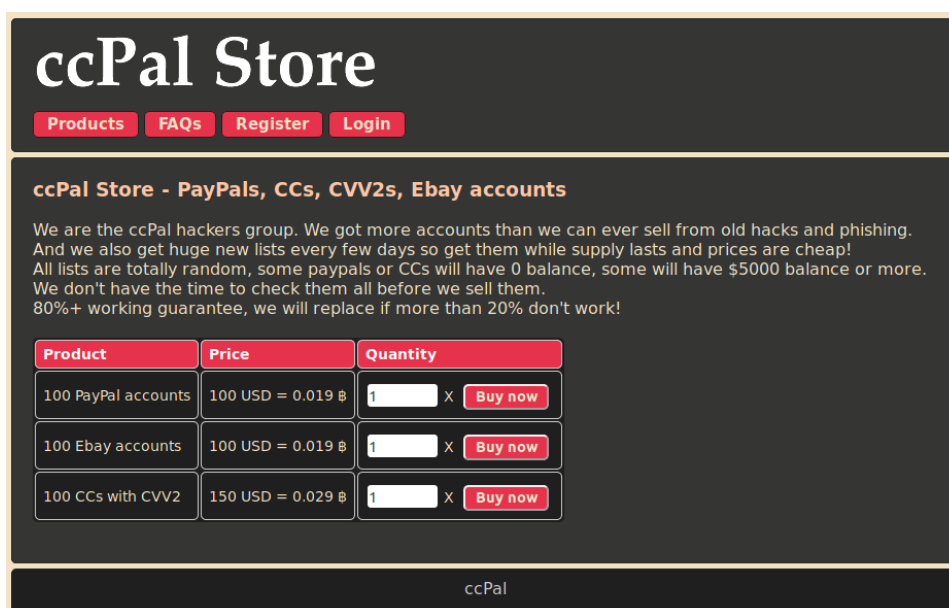 ccPal Store
Products FAQs Register Login
ccPal Store - PayPals, CCs, CVV2s, Ebay accounts
We are the ccPal hackers group. We got more accounts than we can ever sell from old hacks and phishing.
And we also get huge new lists every few days so get them while supply lasts and prices are cheap!
All lists are totally random, some paypals or CCs will have 0 balance, some will have $5000 balance or more.
We don't have the time to check them all before we sell them.
80%+ working guarantee, we will replace if more than 20% don't work!
Product Price Quantity
100 PayPal accounts 100 USD = 0.019 ฿ 1 X Buy now
100 Ebay accounts 100 USD = 0.019 ฿ 1 X Buy now
100 CCs with CVV2 150 USD = 0.029 ฿ 1 X Buy now
ccPal